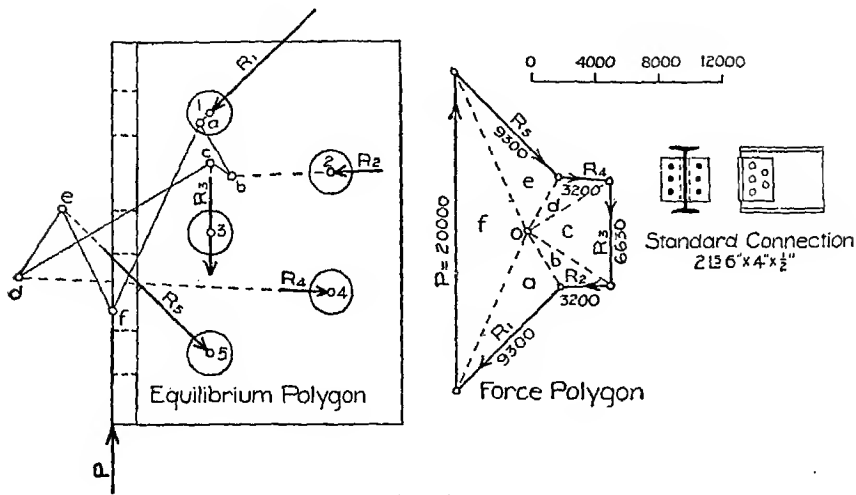 R1
1
a
c
2
R2
b
R3
e
3
d
R4
4
R5
f
5
Equilibrium Polygon
P
0 4000 8000 12000
R5
9300
R4
3200
e
d
f
O
c
P=20000
R3
6630
b
a
R2
3200
R1
9300
Force Polygon
Standard Connection
2 Ls 6"x 4"x ½"